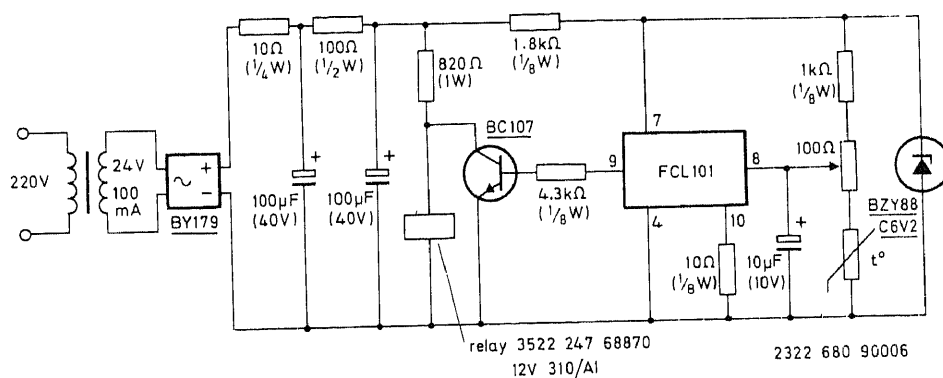 10Ω
(1/4W)
100Ω
(1/2W)
820Ω
(1W)
1.8kΩ
(1/8W)
1kΩ
(1/8W)
BC107
7
220V
24V
100
mA
~
+
−
BY179
+
100µF
(40V)
+
100µF
(40V)
4.3kΩ
(1/8W)
9
FCL101
8
100Ω
4
10
10Ω
(1/8W)
+
10µF
(10V)
BZY88
C6V2
t°
relay 3522 247 68870
12V 310/AI
2322 680 90006